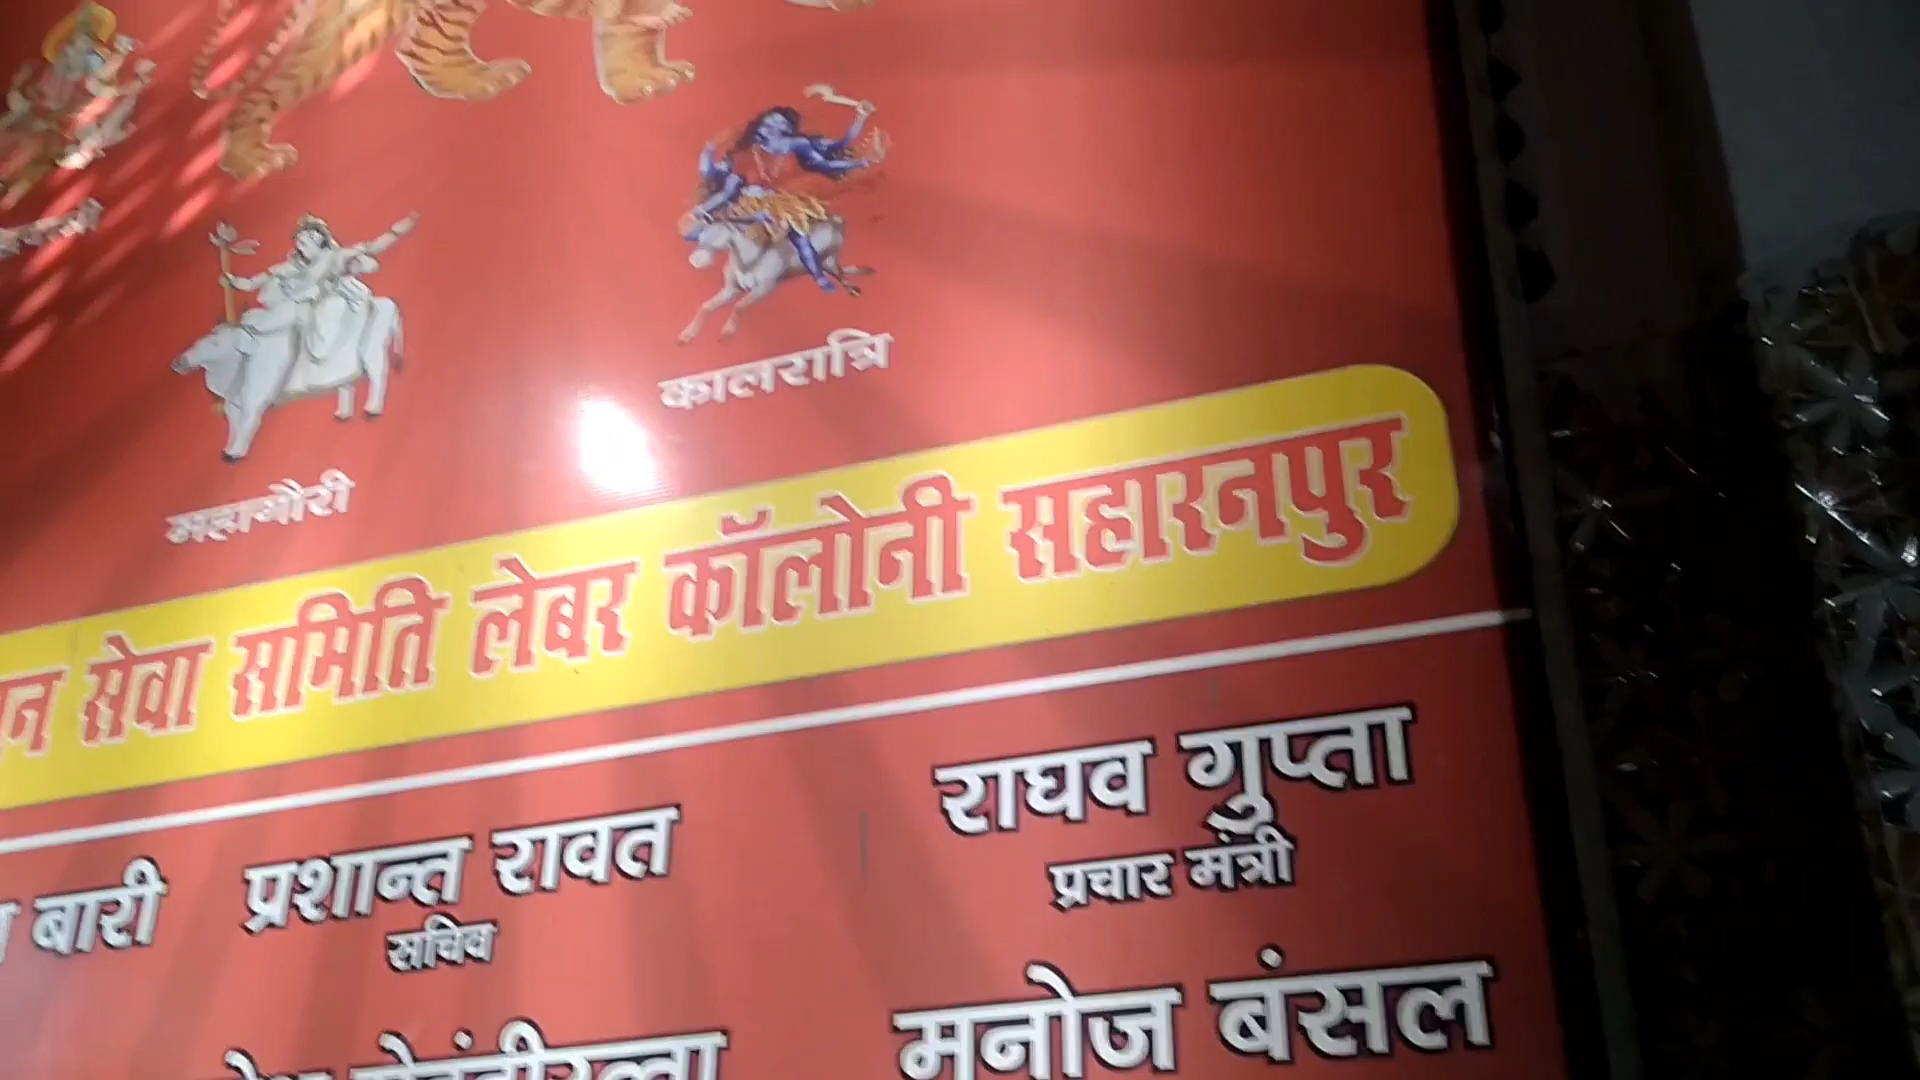 कालरात्रि
महागौरी
सेवा समिति लेबर कॉलोनी सहारनपुर
राघव गुप्ता
प्रचार मंत्री
बारी प्रशान्त रावत
सचिव
मनोज बंसल